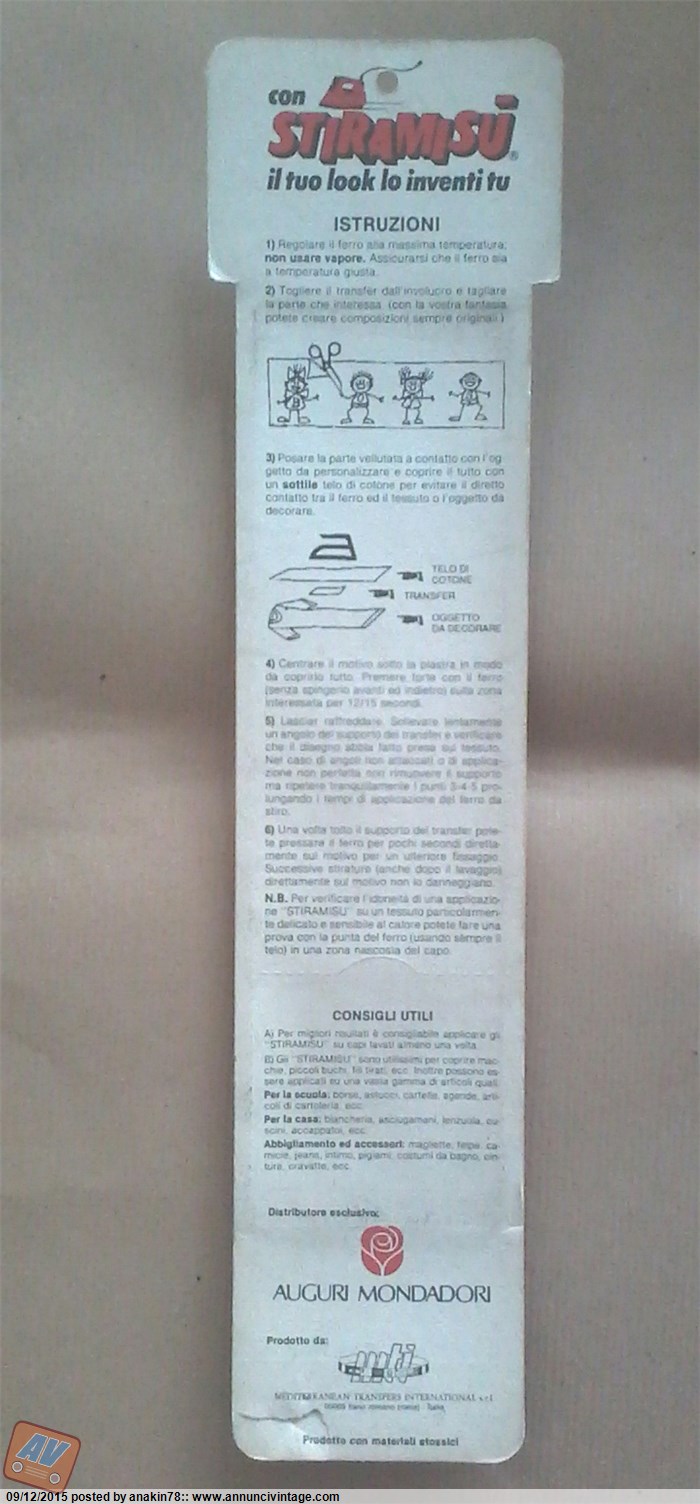 con
STIRAMISÙ®
il tuo look lo inventi tu
ISTRUZIONI
1) Regolare il ferro alla massima temperatura;
non usare vapore. Assicurarsi che il ferro sia
a temperatura giusta.
2) Togliere il transfer dall'involucro e tagliare
la parte che interessa (con la vostra fantasia
potete creare composizioni sempre originali.)
3) Posare la parte vellutata a contatto con l'og
getto da personalizzare e coprire il tutto con
un sottile telo di cotone per evitare il diretto
contatto tra il ferro ed il tessuto o l'oggetto da
decorare.
TELO DI
COTONE
TRANSFER
OGGETTO
DA DECORARE
4) Centrare il motivo sotto la piastra in modo
da coprirlo tutto. Premere forte con il ferro
(senza spingerlo avanti ed indietro) sulla zona
interessata per 12/15 secondi.
5) Lasciar raffreddare. Sollevare lentamente
un angolo del supporto del transfer e verificare
che il disegno abbia fatto presa sul tessuto.
Nel caso di angoli non attaccati o di applica-
zione non perfetta non rimuovere il supporto
ma ripetere tranquillamente i punti 3-4-5 pro-
lungando i tempi di applicazione del ferro da
stiro.
6) Una volta tolto il supporto del transfer pote-
te pressare il ferro per pochi secondi diretta-
mente sul motivo per un ulteriore fissaggio.
Successive stirature (anche dopo il lavaggio)
direttamente sul motivo non lo danneggiano.
N.B. Per verificare l'idoneità di una applicazio-
ne "STIRAMISU" su un tessuto particolarmen-
te delicato e sensibile al calore potete fare una
prova con la punta del ferro (usando sempre il
telo) in una zona nascosta del capo.
CONSIGLI UTILI
A) Per migliori risultati è consigliabile applicare gli
"STIRAMISU" su capi lavati almeno una volta.
B) Gli "STIRAMISU" sono utilissimi per coprire mac-
chie, piccoli buchi, fili tirati, ecc. Inoltre possono es-
sere applicati su una vasta gamma di articoli quali:
Per la scuola: borse, astucci, cartelle, agende, arti-
coli di cartoleria, ecc.
Per la casa: biancheria, asciugamani, lenzuola, cu-
scini, accappatoi, ecc.
Abbigliamento ed accessori: magliette, felpe, ca-
micie, jeans, intimo, pigiami, costumi da bagno, cin-
ture, cravatte, ecc.
Distributore esclusivo:
AUGURI MONDADORI
Prodotto da:
mti
MEDITERRANEAN TRANSFERS INTERNATIONAL s.r.l.
Prodotto con materiali atossici
AV
09/12/2015 posted by anakin78:: www.annuncivintage.com